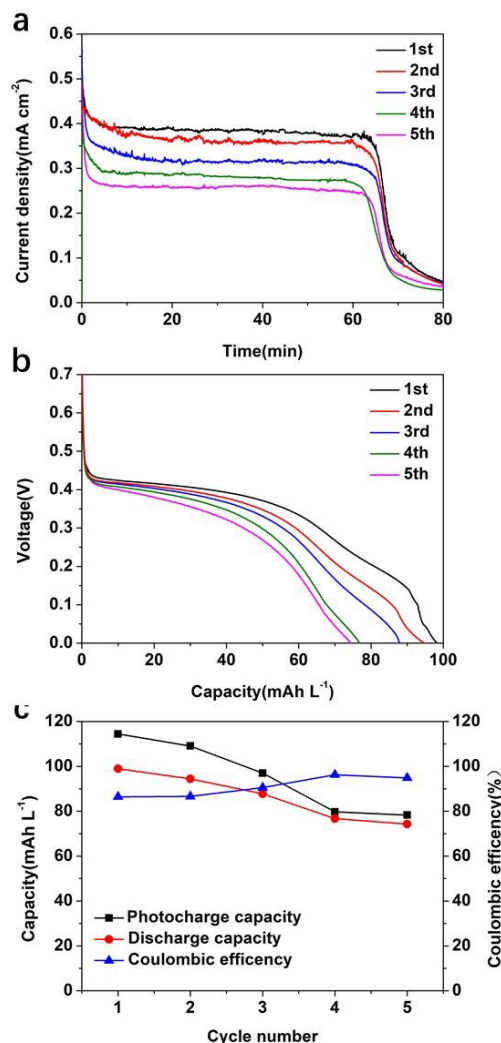 a
0.6
0.5
0.4
0.3
0.2
0.1
0.0
Current density(mA cm⁻²)
1st
2nd
3rd
4th
5th
0 20 40 60 80
Time(min)
b
0.7
0.6
0.5
0.4
0.3
0.2
0.1
0.0
Voltage(V)
1st
2nd
3rd
4th
5th
0 20 40 60 80 100
Capacity(mAh L⁻¹)
c
120
100
80
60
40
20
0
Capacity(mAh L⁻¹)
Photocharge capacity
Discharge capacity
Coulombic efficency
120
100
80
60
40
20
0
Coulombic efficency(%)
1 2 3 4 5
Cycle number